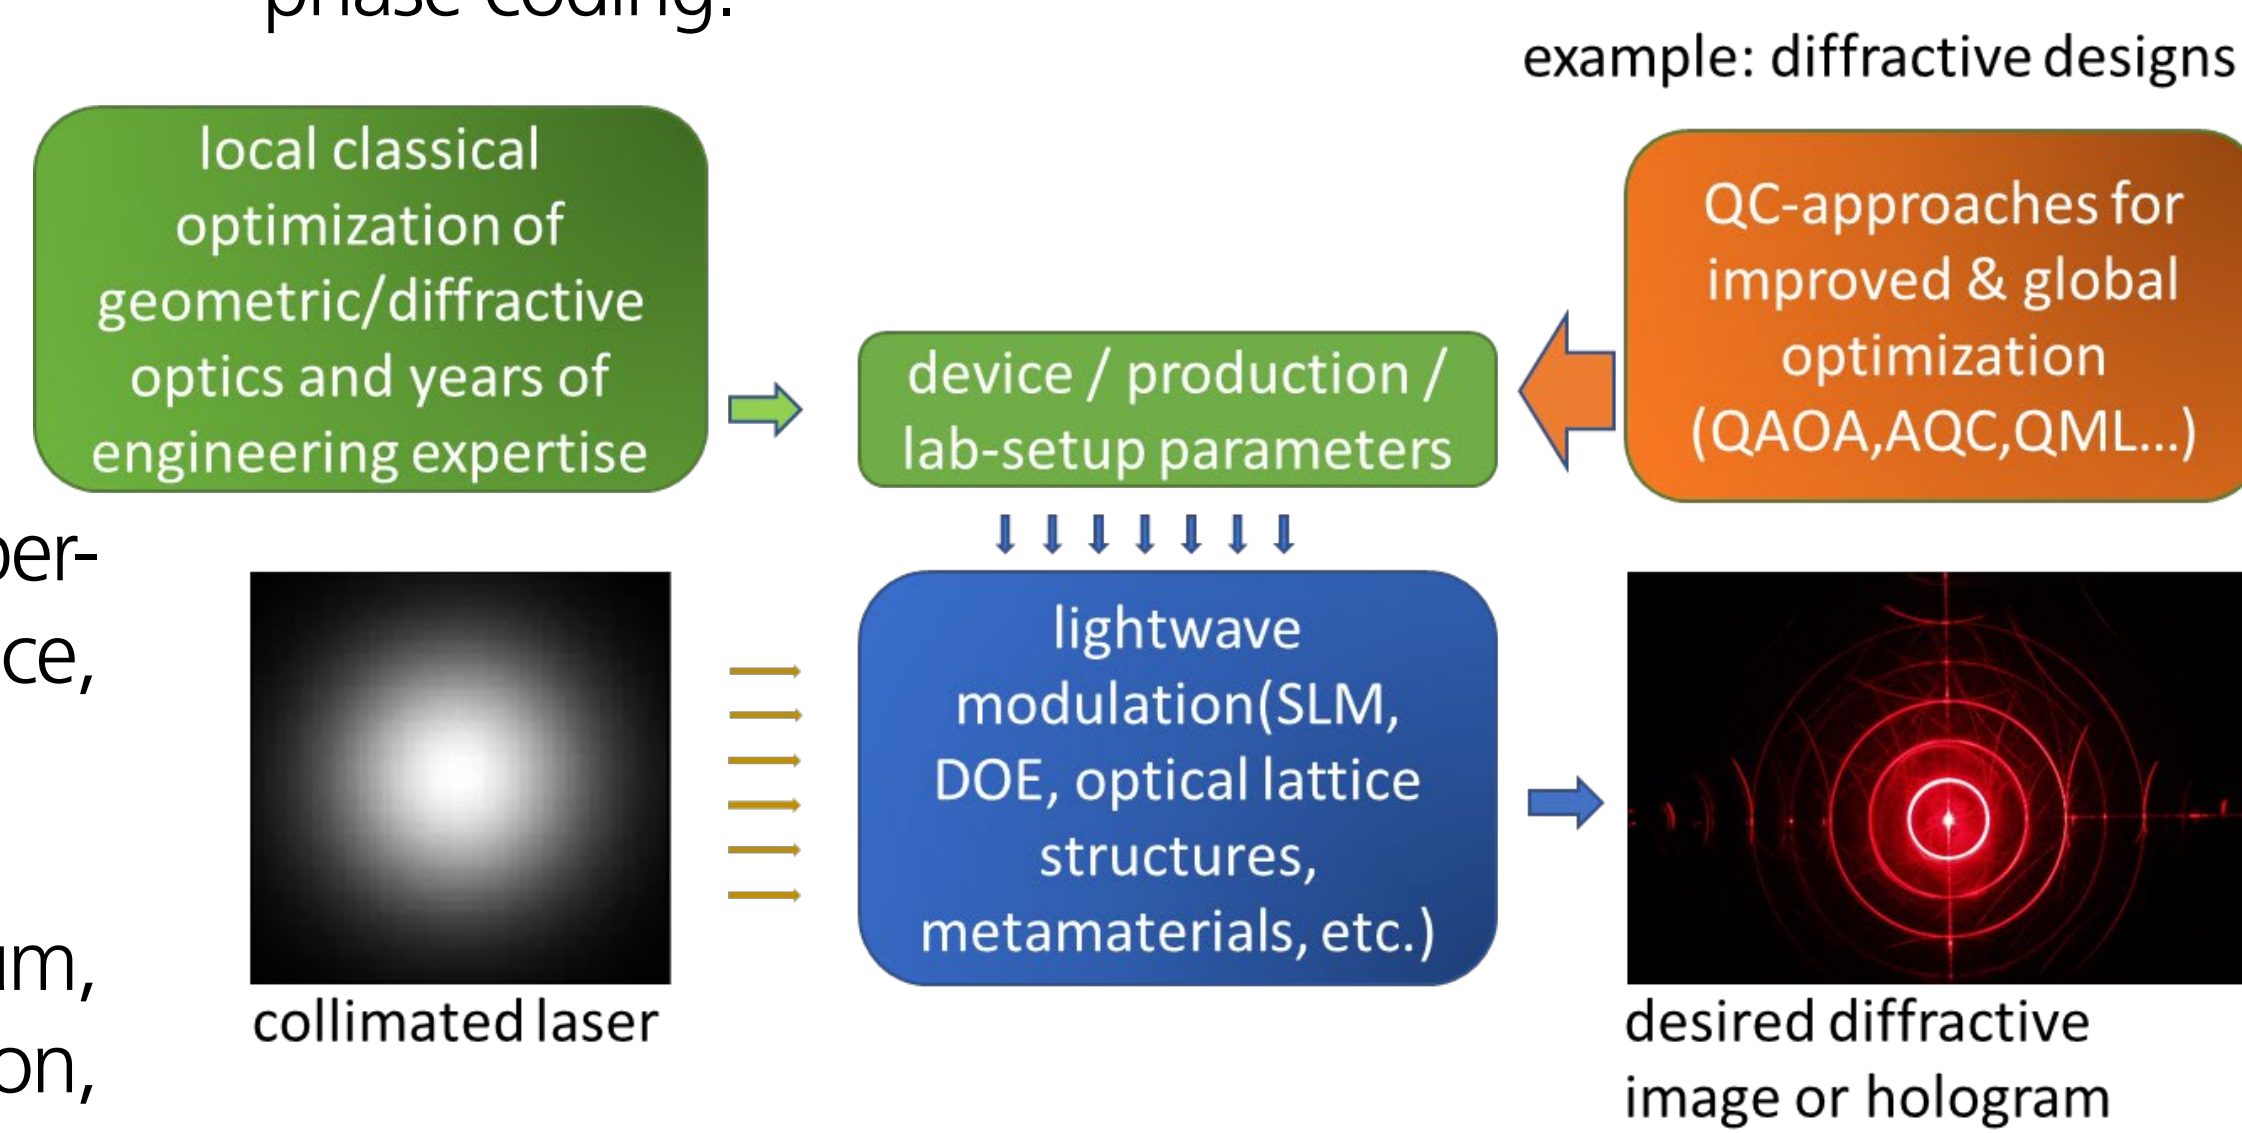 phase coding.
example: diffractive designs
local classical
optimization of
geometric/diffractive
optics and years of
engineering expertise
device / production /
lab-setup parameters
QC-approaches for
improved & global
optimization
(QAOA,AQC,QML...)
lightwave
modulation(SLM,
DOE, optical lattice
structures,
metamaterials, etc.)
collimated laser
desired diffractive
image or hologram